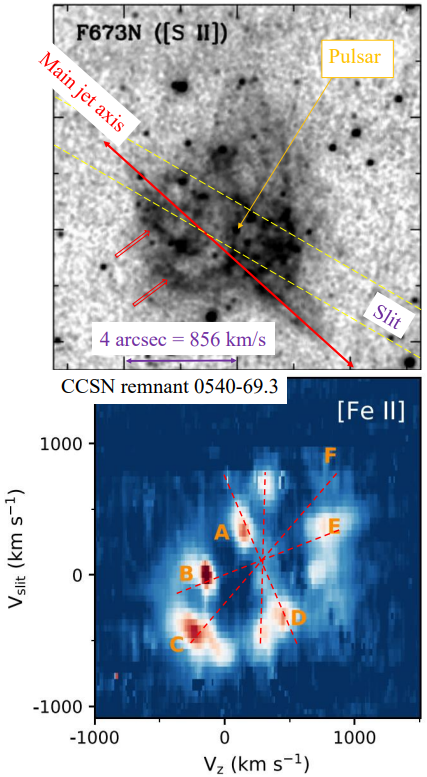 F673N ([S II])
Pulsar
Main jet axis
Slit
4 arcsec = 856 km/s
CCSN remnant 0540-69.3
[Fe II]
F
A
E
B
D
C
1000
0
-1000
V_slit (km s⁻¹)
-1000
0
1000
V_z (km s⁻¹)